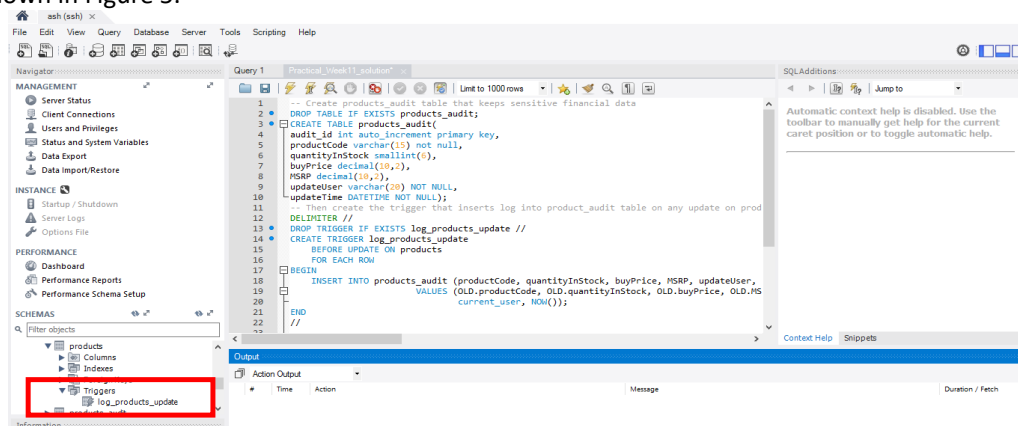 own in Figure 3.
ash (ssh) ×
File Edit View Query Database Server Tools Scripting Help
Navigator
Query 1 Practical_Week11_solution* ×
SQLAdditions
MANAGEMENT
Server Status
Client Connections
Users and Privileges
Status and System Variables
Data Export
Data Import/Restore
INSTANCE
Startup / Shutdown
Server Logs
Options File
PERFORMANCE
Dashboard
Performance Reports
Performance Schema Setup
SCHEMAS
Filter objects
products
Columns
Indexes
Triggers
log_products_update
products_audit
Information
Limit to 1000 rows
1 -- Create products_audit table that keeps sensitive financial data
2 DROP TABLE IF EXISTS products_audit;
3 CREATE TABLE products_audit(
4 audit_id int auto_increment primary key,
5 productCode varchar(15) not null,
6 quantityInStock smallint(6),
7 buyPrice decimal(10,2),
8 MSRP decimal(10,2),
9 updateUser varchar(20) NOT NULL,
10 updateTime DATETIME NOT NULL);
11 -- Then create the trigger that inserts log into product_audit table on any update on prod
12 DELIMITER //
13 DROP TRIGGER IF EXISTS log_products_update //
14 CREATE TRIGGER log_products_update
15 BEFORE UPDATE ON products
16 FOR EACH ROW
17 BEGIN
18 INSERT INTO products_audit (productCode, quantityInStock, buyPrice, MSRP, updateUser,
19 VALUES (OLD.productCode, OLD.quantityInStock, OLD.buyPrice, OLD.MS
20 current_user, NOW());
21 END
22 //
23
Jump to
Automatic context help is disabled. Use the
toolbar to manually get help for the current
caret position or to toggle automatic help.
Context Help Snippets
Output
Action Output
# Time Action Message Duration / Fetch